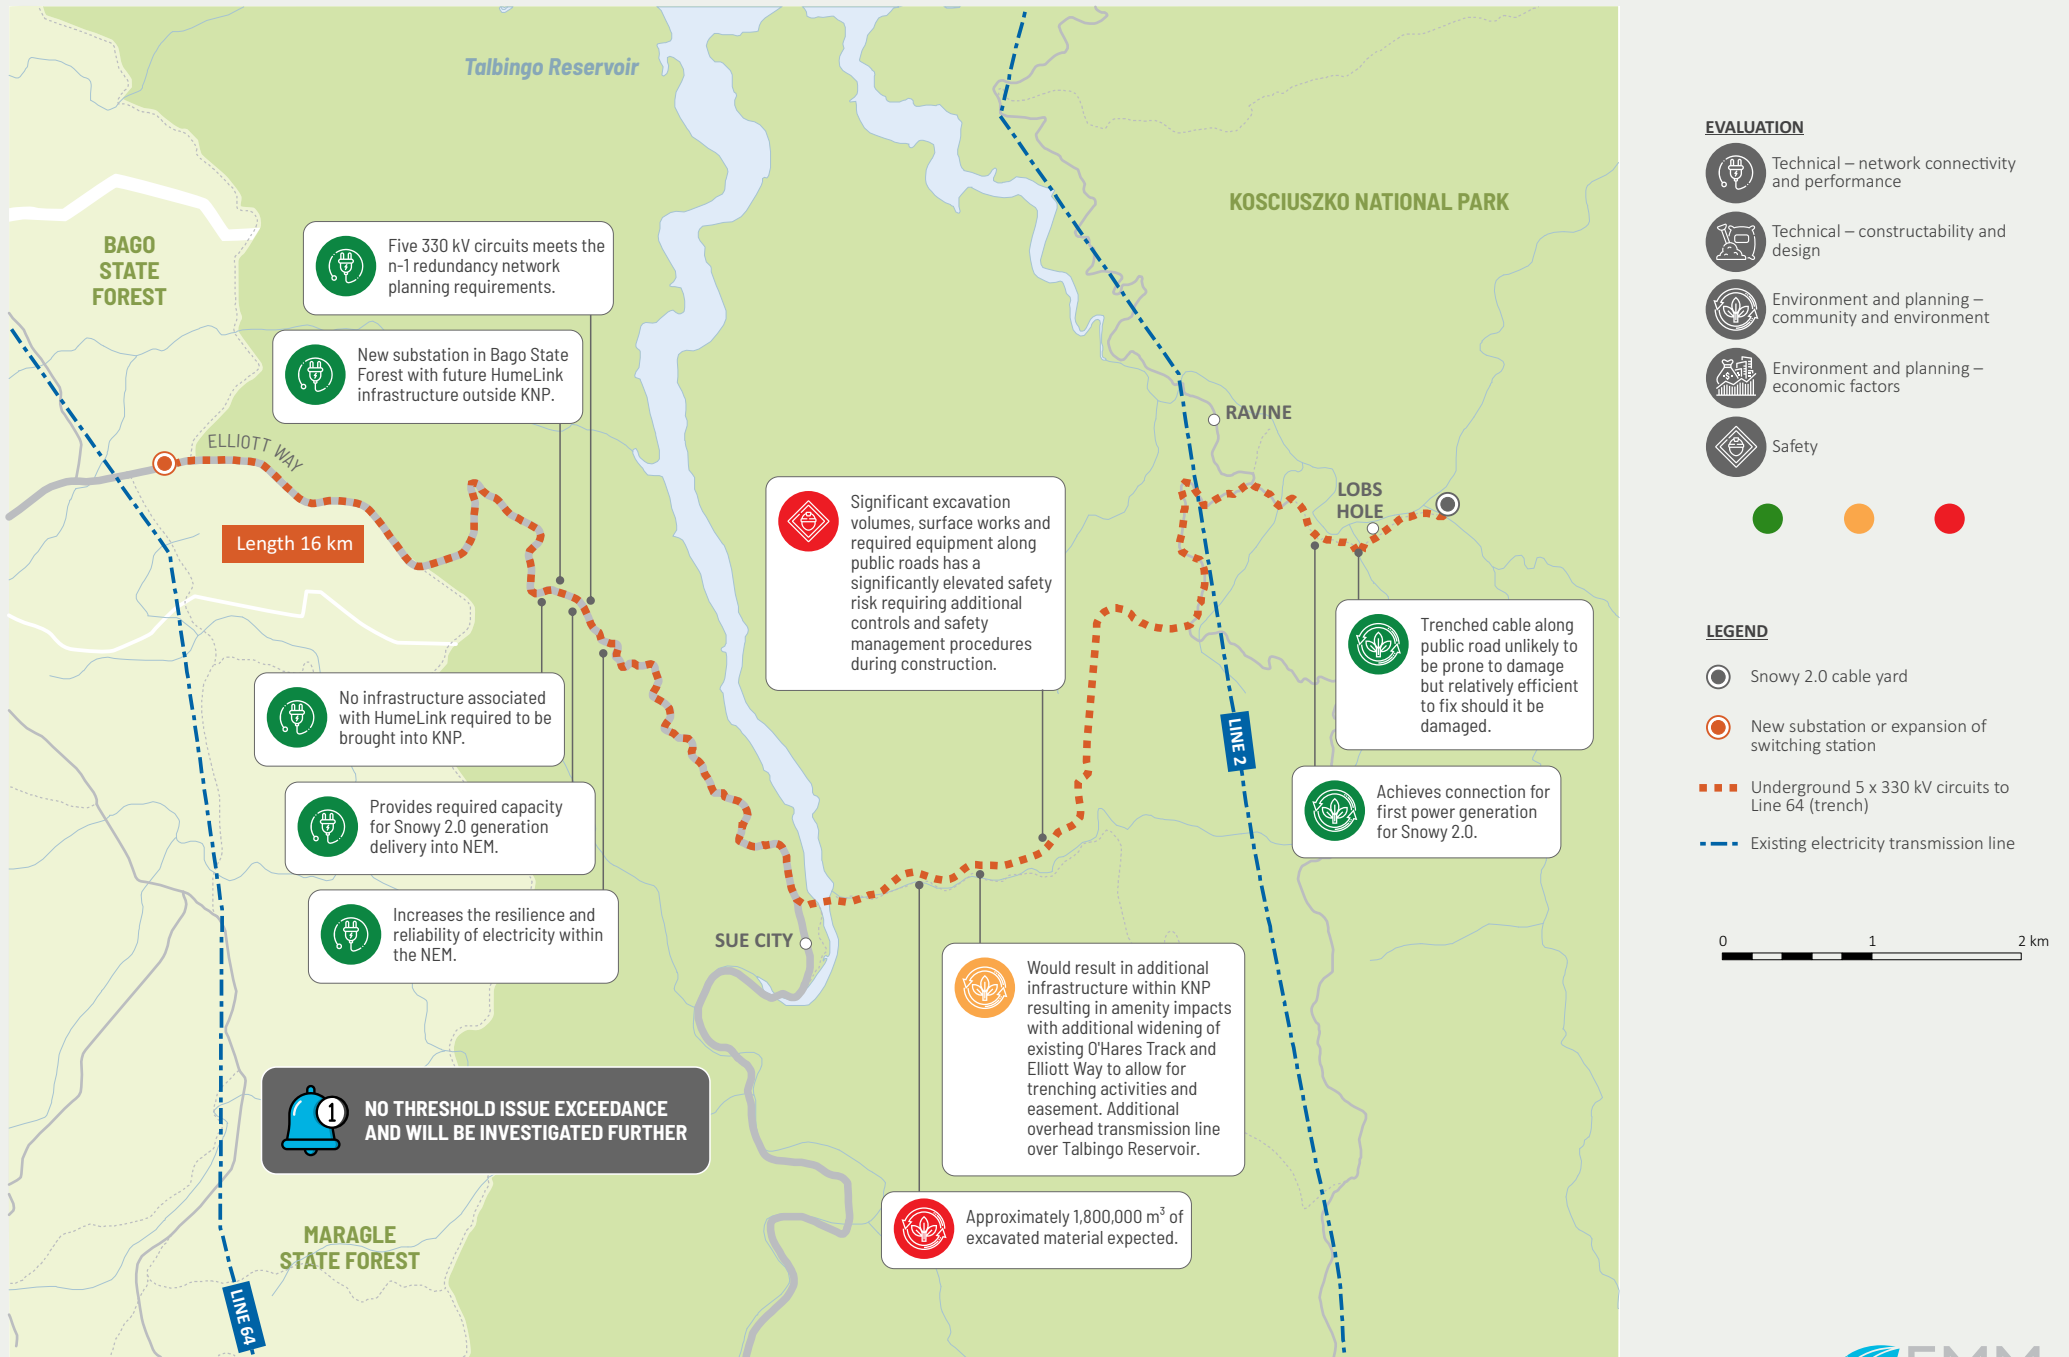 Talbingo Reservoir
KOSCIUSZKO NATIONAL PARK
BAGO
STATE
FOREST
Five 330 kV circuits meets the
n-1 redundancy network
planning requirements.
New substation in Bago State
Forest with future HumeLink
infrastructure outside KNP.
ELLIOTT WAY
Length 16 km
RAVINE
LOBS
HOLE
Significant excavation
volumes, surface works and
required equipment along
public roads has a
significantly elevated safety
risk requiring additional
controls and safety
management procedures
during construction.
Trenched cable along
public road unlikely to
be prone to damage
but relatively efficient
to fix should it be
damaged.
No infrastructure associated
with HumeLink required to be
brought into KNP.
LINE 2
Achieves connection for
first power generation
for Snowy 2.0.
Provides required capacity
for Snowy 2.0 generation
delivery into NEM.
Increases the resilience and
reliability of electricity within
the NEM.
SUE CITY
Would result in additional
infrastructure within KNP
resulting in amenity impacts
with additional widening of
existing O'Hares Track and
Elliott Way to allow for
trenching activities and
easement. Additional
overhead transmission line
over Talbingo Reservoir.
1
NO THRESHOLD ISSUE EXCEEDANCE
AND WILL BE INVESTIGATED FURTHER
Approximately 1,800,000 m³ of
excavated material expected.
MARAGLE
STATE FOREST
LINE 64
EVALUATION
Technical – network connectivity
and performance
Technical – constructability and
design
Environment and planning –
community and environment
Environment and planning –
economic factors
Safety
LEGEND
Snowy 2.0 cable yard
New substation or expansion of
switching station
Underground 5 x 330 kV circuits to
Line 64 (trench)
Existing electricity transmission line
0 1 2 km
EMM